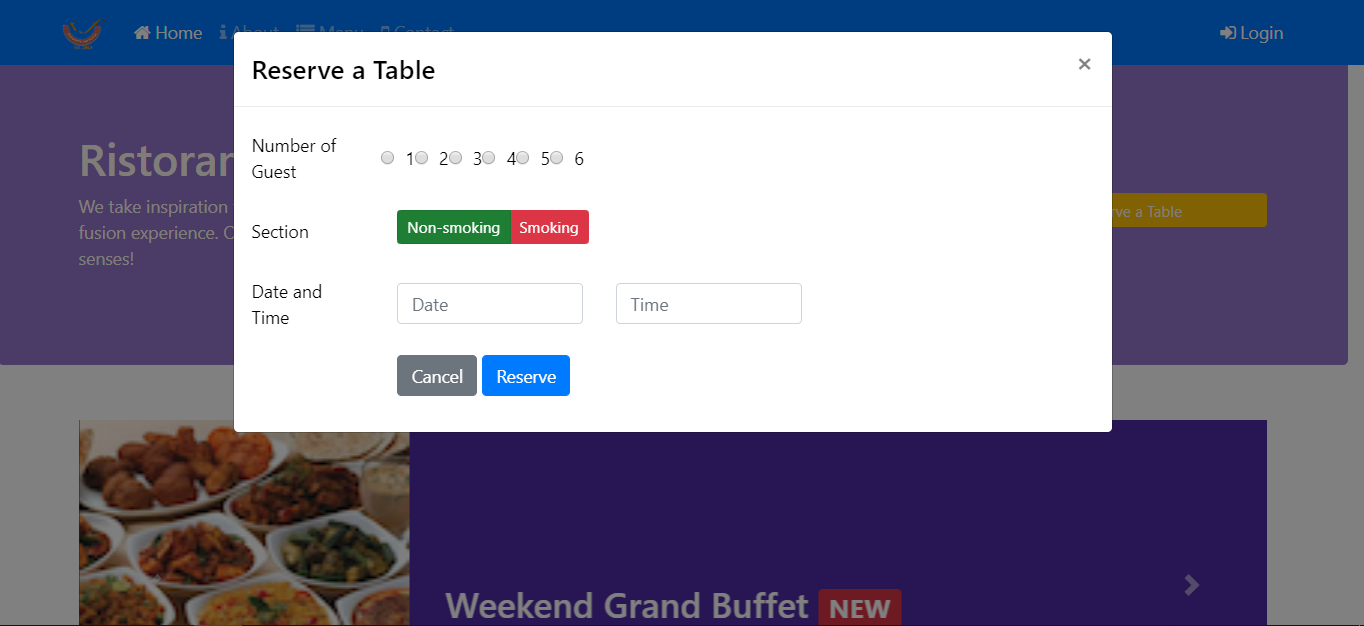 Home About Menu Contact Login
Reserve a Table ×
Number of
Guest
1 2 3 4 5 6
Section Non-smoking Smoking
Date and
Time
Date Time
Cancel Reserve
Ristoran
We take inspiration
fusion experience.
senses!
ve a Table
Weekend Grand Buffet NEW